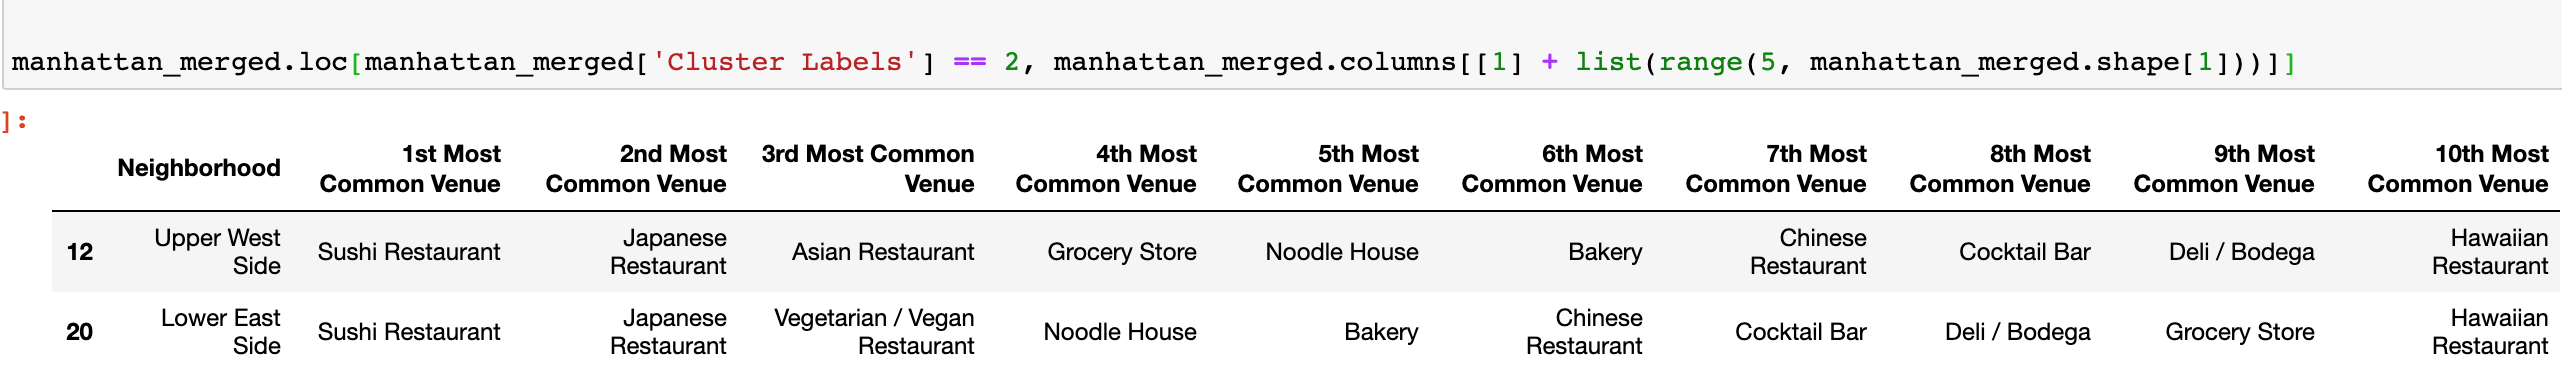 manhattan_merged.loc[manhattan_merged['Cluster Labels'] == 2, manhattan_merged.columns[[1] + list(range(5, manhattan_merged.shape[1]))]]
]:
Neighborhood 1st Most Common Venue 2nd Most Common Venue 3rd Most Common Venue 4th Most Common Venue 5th Most Common Venue 6th Most Common Venue 7th Most Common Venue 8th Most Common Venue 9th Most Common Venue 10th Most Common Venue
12 Upper West Side Sushi Restaurant Japanese Restaurant Asian Restaurant Grocery Store Noodle House Bakery Chinese Restaurant Cocktail Bar Deli / Bodega Hawaiian Restaurant
20 Lower East Side Sushi Restaurant Japanese Restaurant Vegetarian / Vegan Restaurant Noodle House Bakery Chinese Restaurant Cocktail Bar Deli / Bodega Grocery Store Hawaiian Restaurant